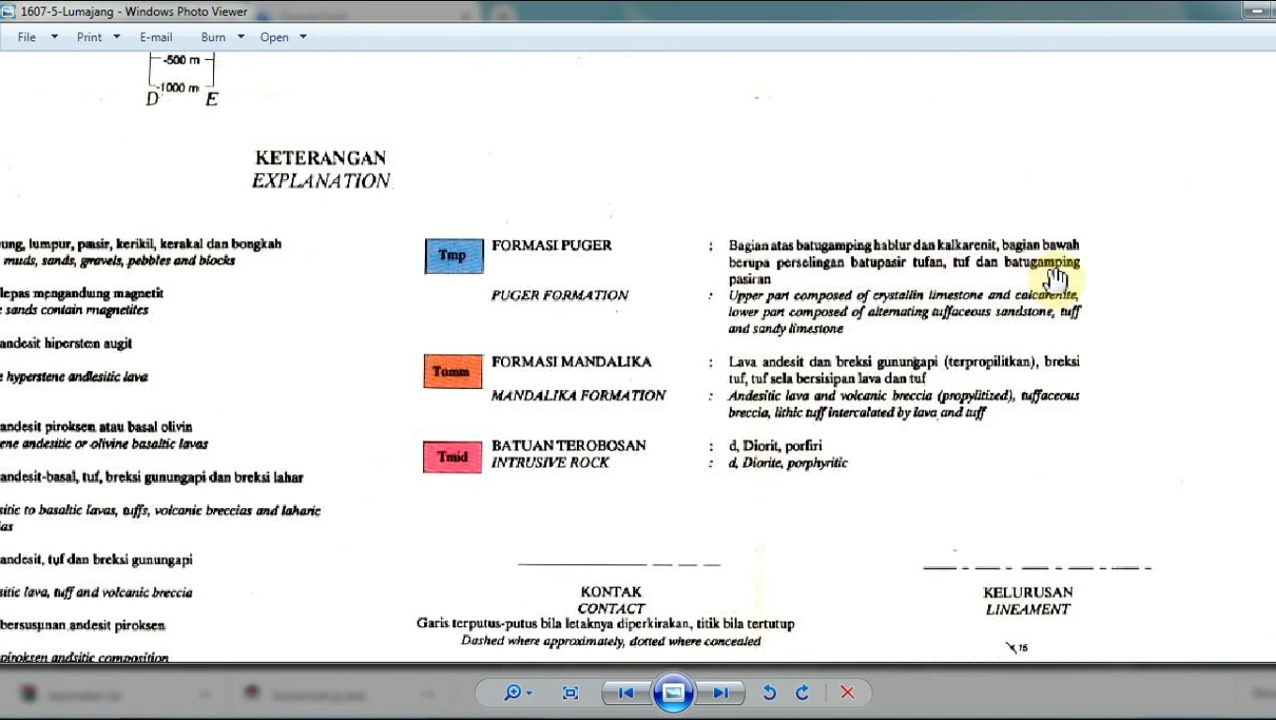 1607-5-Lumajang - Windows Photo Viewer
File Print Burn E-mail Open
-500 m
-1000 m
D E
KETERANGAN
EXPLANATION
lumpur, pasir, kerikil, kerakal dan bongkah
muds, sands, gravels, pebbles and blocks
lepas mengandung magnetit
sands contain magnetites
andesit hipersten augit
hyperstene andlesitic lava
andesit piroksen atau basal olivin
andesitic or olivine basaltic lavas
andesit-basal, tuf, breksi gunungapi dan breksi lahar
to basaltic lavas, tuffs, volcanic breccias and laharic
andesit, tuf dan breksi gunungapi
lava, tuff and volcanic breccia
bersusunan andesit piroksen
piroksen andsitic composition
Tmp FORMASI PUGER : Bagian atas batugamping hablur dan kalkarenit, bagian bawah
berupa perselingan batupasir tufan, tuf dan batugamping
pasiran
PUGER FORMATION : Upper part composed of crystallin limestone and calcarenite,
lower part composed of alternating tuffaceous sandstone, tuff
and sandy limestone
Tomm FORMASI MANDALIKA : Lava andesit dan breksi gunungapi (terpropilitkan), breksi
tuf, tuf sela bersisipan lava dan tuf
MANDALIKA FORMATION : Andesitic lava and volcanic breccia (propylitized), tuffaceous
breccia, lithic tuff intercalated by lava and tuff
Tmid BATUAN TEROBOSAN : d, Diorit, porfiri
INTRUSIVE ROCK : d, Diorite, porphyritic
KONTAK
CONTACT
Garis terputus-putus bila letaknya diperkirakan, titik bila tertutup
Dashed where approximately, dotted where concealed
KELURUSAN
LINEAMENT
15